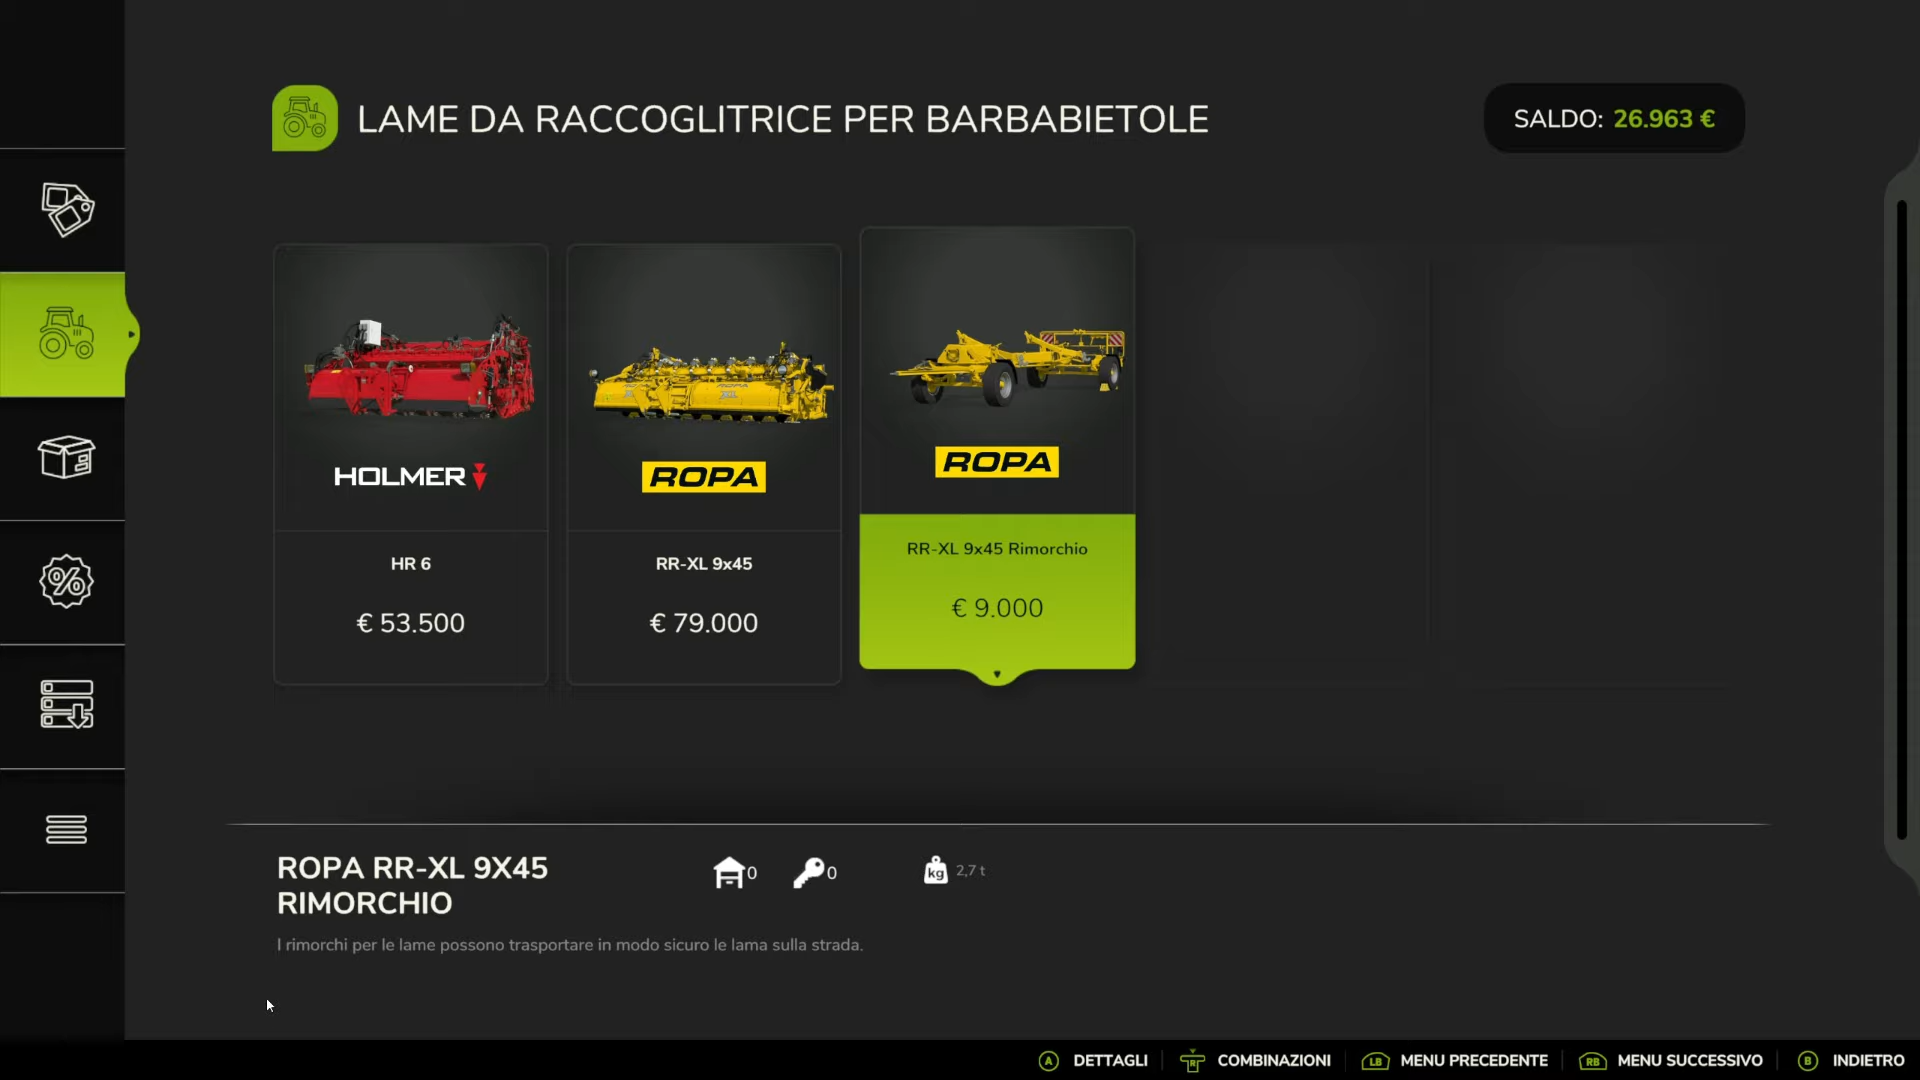 LAME DA RACCOGLITRICE PER BARBABIETOLE
SALDO: 26.963 €
HOLMER
HR 6
€ 53.500
ROPA
RR-XL 9x45
€ 79.000
ROPA
RR-XL 9x45 Rimorchio
€ 9.000
ROPA RR-XL 9X45
RIMORCHIO
0
0
kg 2,7 t
I rimorchi per le lame possono trasportare in modo sicuro le lama sulla strada.
A DETTAGLI
R COMBINAZIONI
LB MENU PRECEDENTE
RB MENU SUCCESSIVO
B INDIETRO